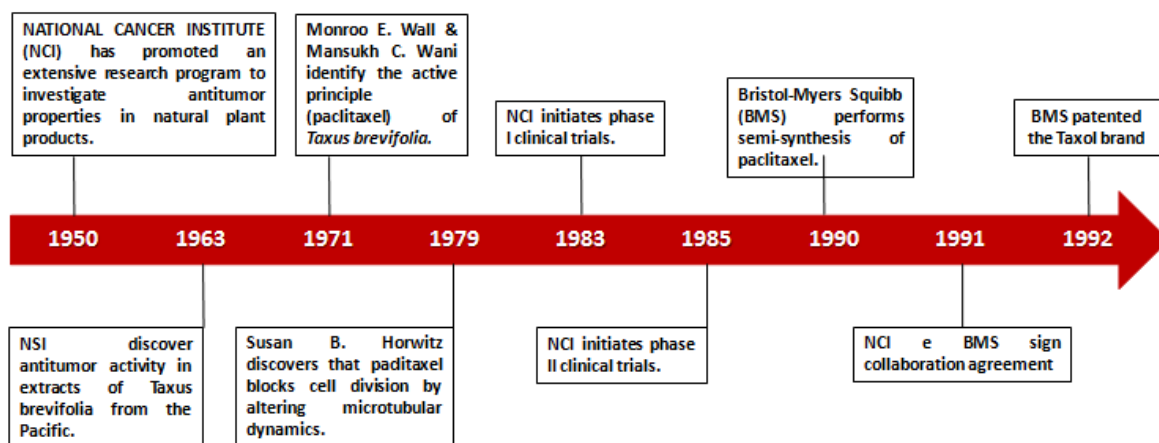 NATIONAL CANCER INSTITUTE
(NCI) has promoted an
extensive research program to
investigate antitumor
properties in natural plant
products.
Monroo E. Wall &
Mansukh C. Wani
identify the active
principle
(paclitaxel) of
Taxus brevifolia.
NCI initiates phase
I clinical trials.
Bristol-Myers Squibb
(BMS) performs
semi-synthesis of
paclitaxel.
BMS patented
the Taxol brand
1950 1963 1971 1979 1983 1985 1990 1991 1992
NSI discover
antitumor activity in
extracts of Taxus
brevifolia from the
Pacific.
Susan B. Horwitz
discovers that paditaxel
blocks cell division by
altering microtubular
dynamics.
NCI initiates phase
II clinical trials.
NCI e BMS sign
collaboration agreement